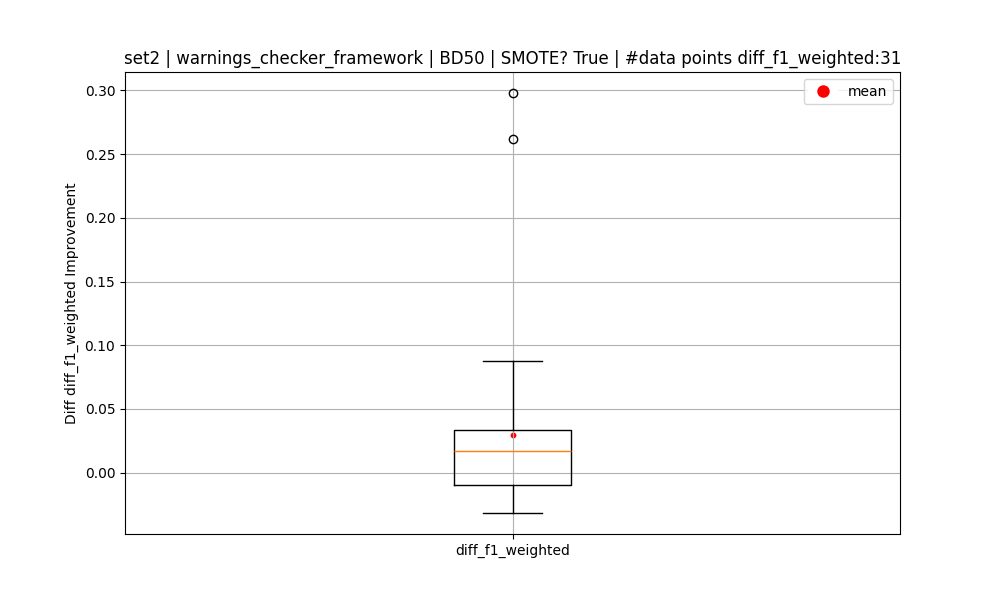 set2 | warnings_checker_framework | BD50 | SMOTE? True | #data points diff_f1_weighted:31
mean
Diff diff_f1_weighted Improvement
0.30
0.25
0.20
0.15
0.10
0.05
0.00
diff_f1_weighted